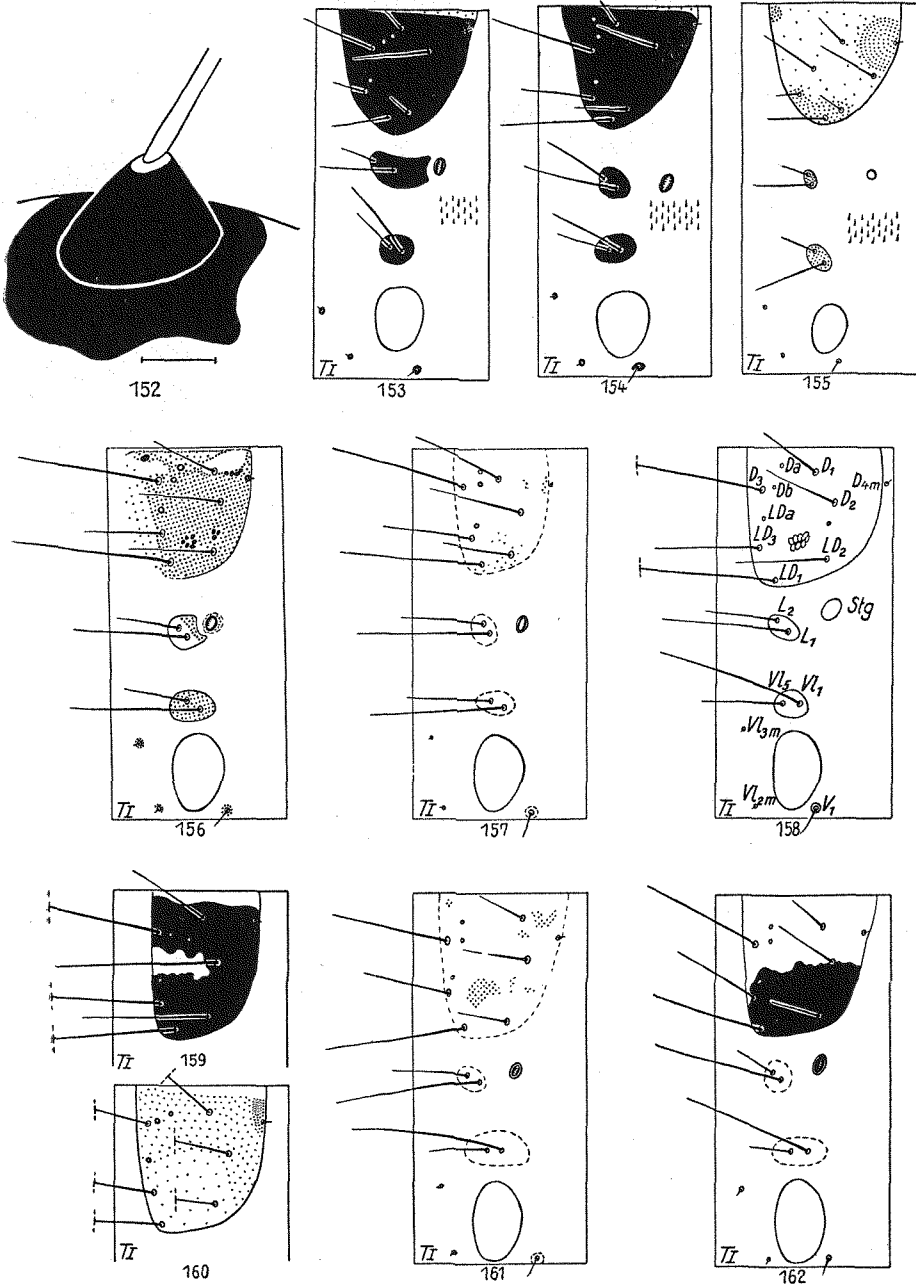 152
TI
153
TI
154
TI
155
TI
156
TI
157
Da
D1
D3
Db
D4m
D2
LDa
LD3
LD2
LD1
L2
Stg
L1
Vl5
Vl1
Vl3m
Vl2m
V1
TI
158
TI
159
TI
160
TI
161
TI
162